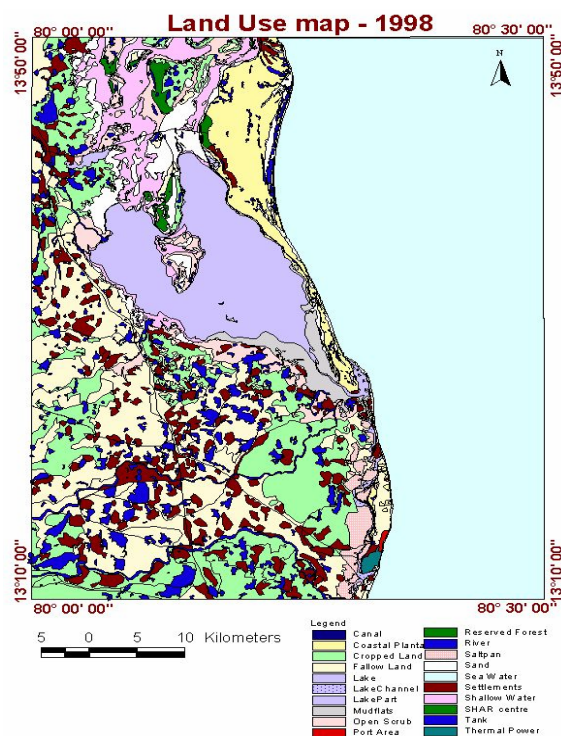 Land Use map - 1998
80° 00' 00"
80° 30' 00"
13°50' 00"
13°50' 00"
N
13°10' 00"
13°10' 00"
80° 00' 00"
80° 30' 00"
5 0 5 10 Kilometers
Legend
Canal
Coastal Planta
Cropped Land
Fallow Land
Lake
LakeChannel
LakePart
Mudflats
Open Scrub
Port Area
Reserved Forest
River
Saltpan
Sand
Sea Water
Settlements
Shallow Water
SHAR centre
Tank
Thermal Power